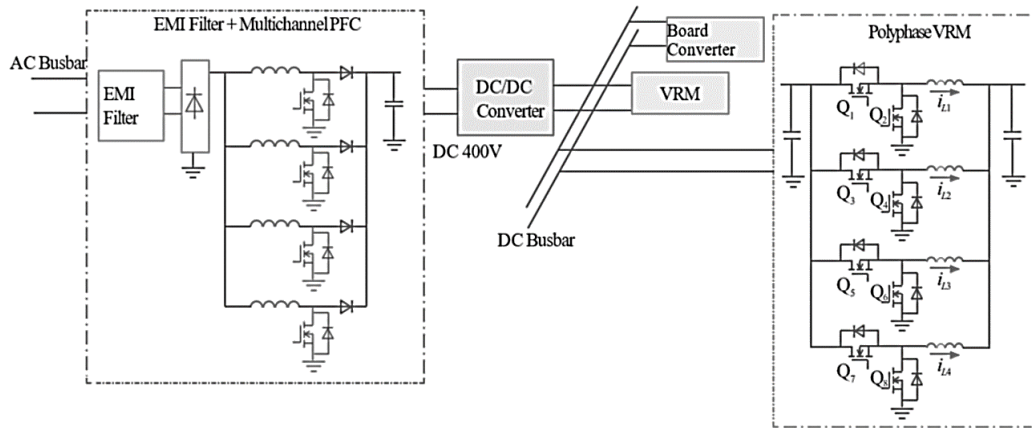 EMI Filter + Multichannel PFC
AC Busbar
EMI
Filter
DC/DC
Converter
DC 400V
Board
Converter
VRM
DC Busbar
Polyphase VRM
Q1
Q2
iL1
Q3
Q4
iL2
Q5
Q6
iL3
Q7
Q8
iL4